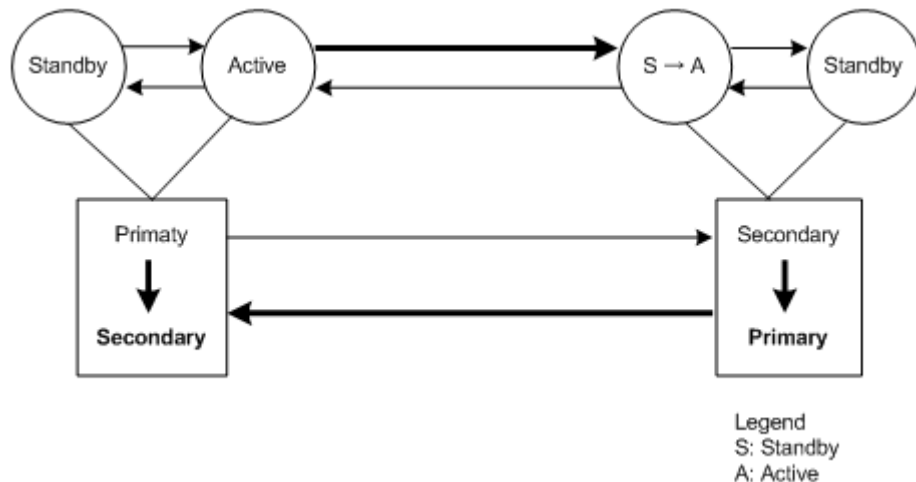 Standby
Active
S → A
Standby
Primaty
Secondary
Secondary
Primary
Legend
S: Standby
A: Active